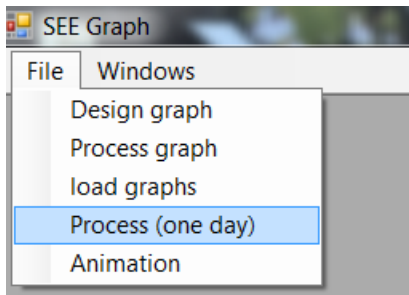 SEE Graph
File Windows
Design graph
Process graph
load graphs
Process (one day)
Animation